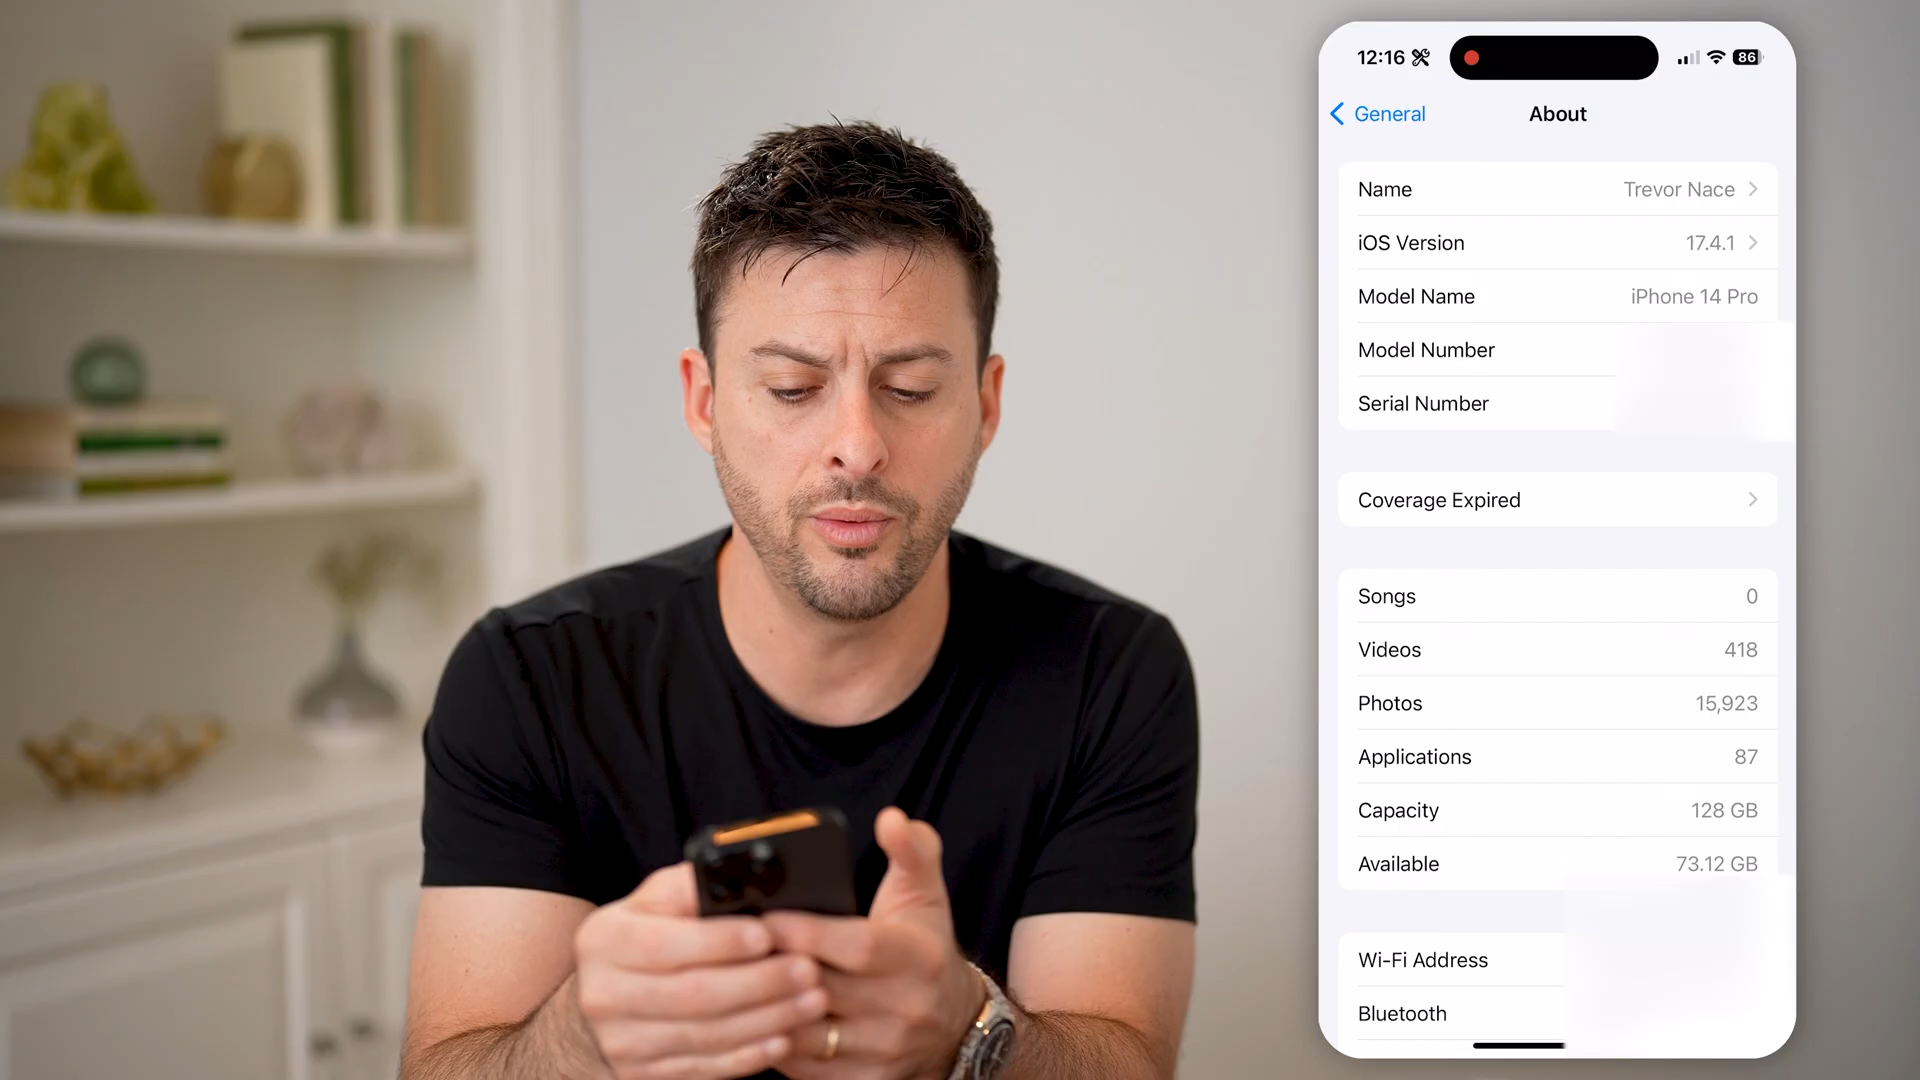 12:16
86
General
About
Name Trevor Nace
iOS Version 17.4.1
Model Name iPhone 14 Pro
Model Number
Serial Number
Coverage Expired
Songs 0
Videos 418
Photos 15,923
Applications 87
Capacity 128 GB
Available 73.12 GB
Wi-Fi Address
Bluetooth